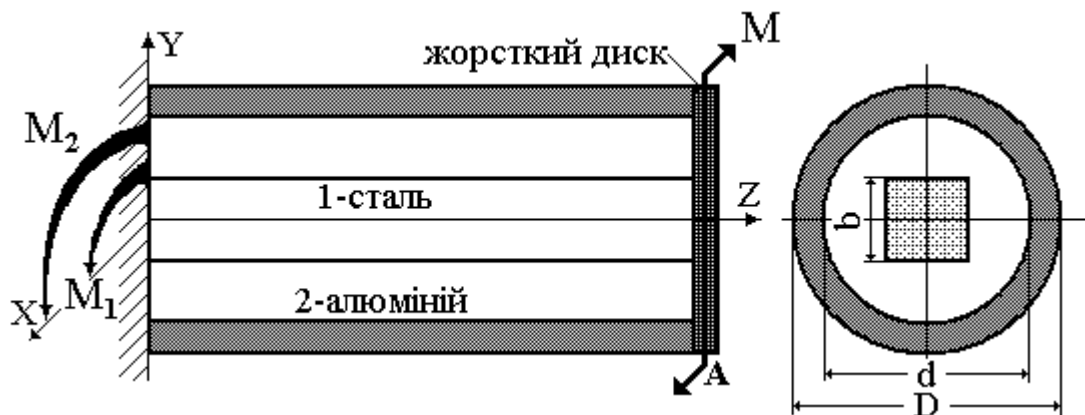 Y
M
жорсткий диск
M₂
1-сталь
Z
b
M₁
X
2-алюміній
A
d
D